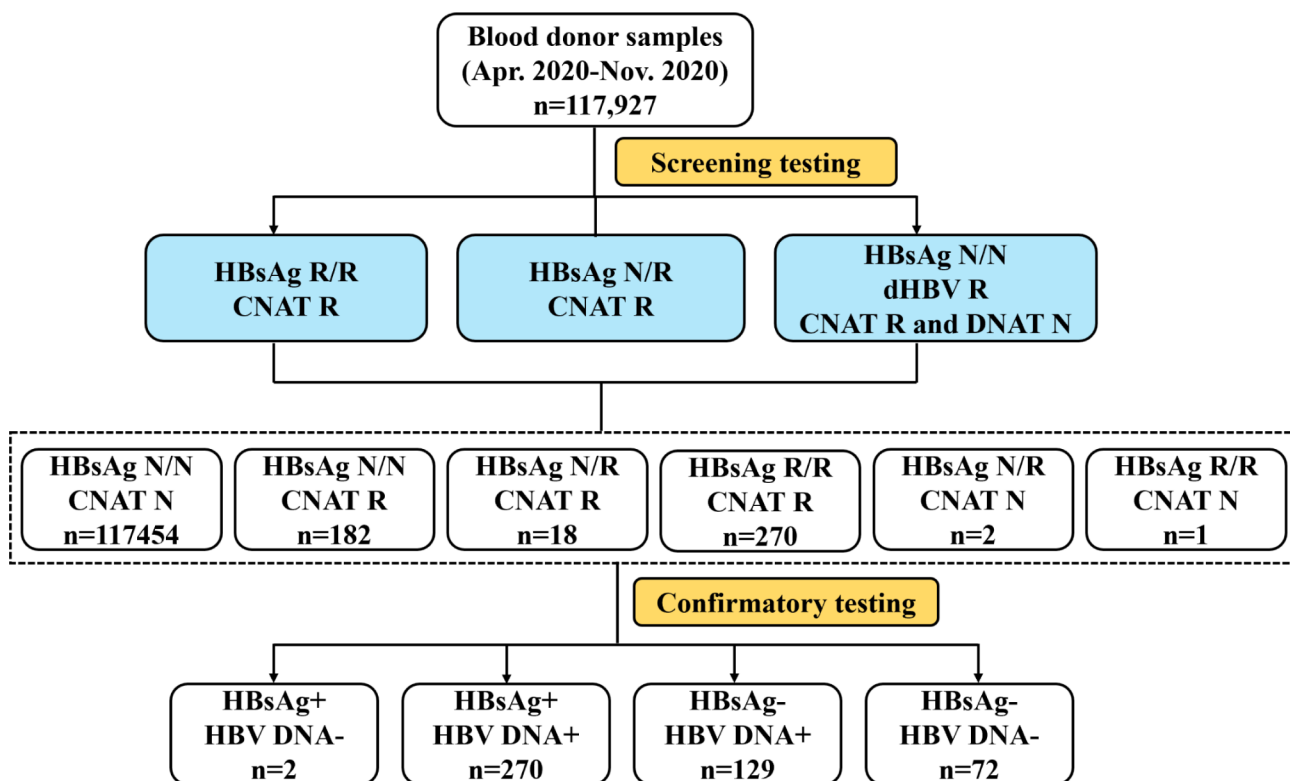 Blood donor samples
(Apr. 2020-Nov. 2020)
n=117,927
Screening testing
HBsAg R/R
CNAT R
HBsAg N/R
CNAT R
HBsAg N/N
dHBV R
CNAT R and DNAT N
HBsAg N/N
CNAT N
n=117454
HBsAg N/N
CNAT R
n=182
HBsAg N/R
CNAT R
n=18
HBsAg R/R
CNAT R
n=270
HBsAg N/R
CNAT N
n=2
HBsAg R/R
CNAT N
n=1
Confirmatory testing
HBsAg+
HBV DNA-
n=2
HBsAg+
HBV DNA+
n=270
HBsAg-
HBV DNA+
n=129
HBsAg-
HBV DNA-
n=72